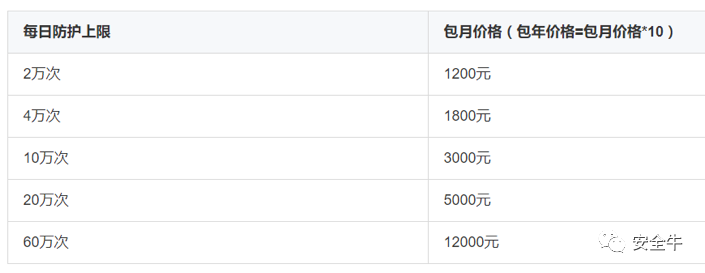 每日防护上限 包月价格（包年价格=包月价格*10）
2万次 1200元
4万次 1800元
10万次 3000元
20万次 5000元
60万次 12000元
安全牛